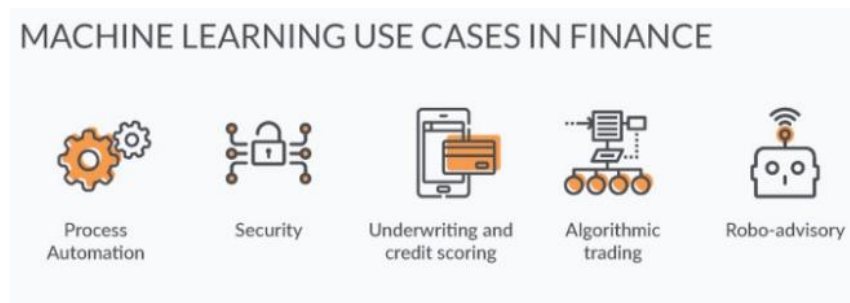 MACHINE LEARNING USE CASES IN FINANCE
Process
Automation
Security
Underwriting and
credit scoring
Algorithmic
trading
Robo-advisory